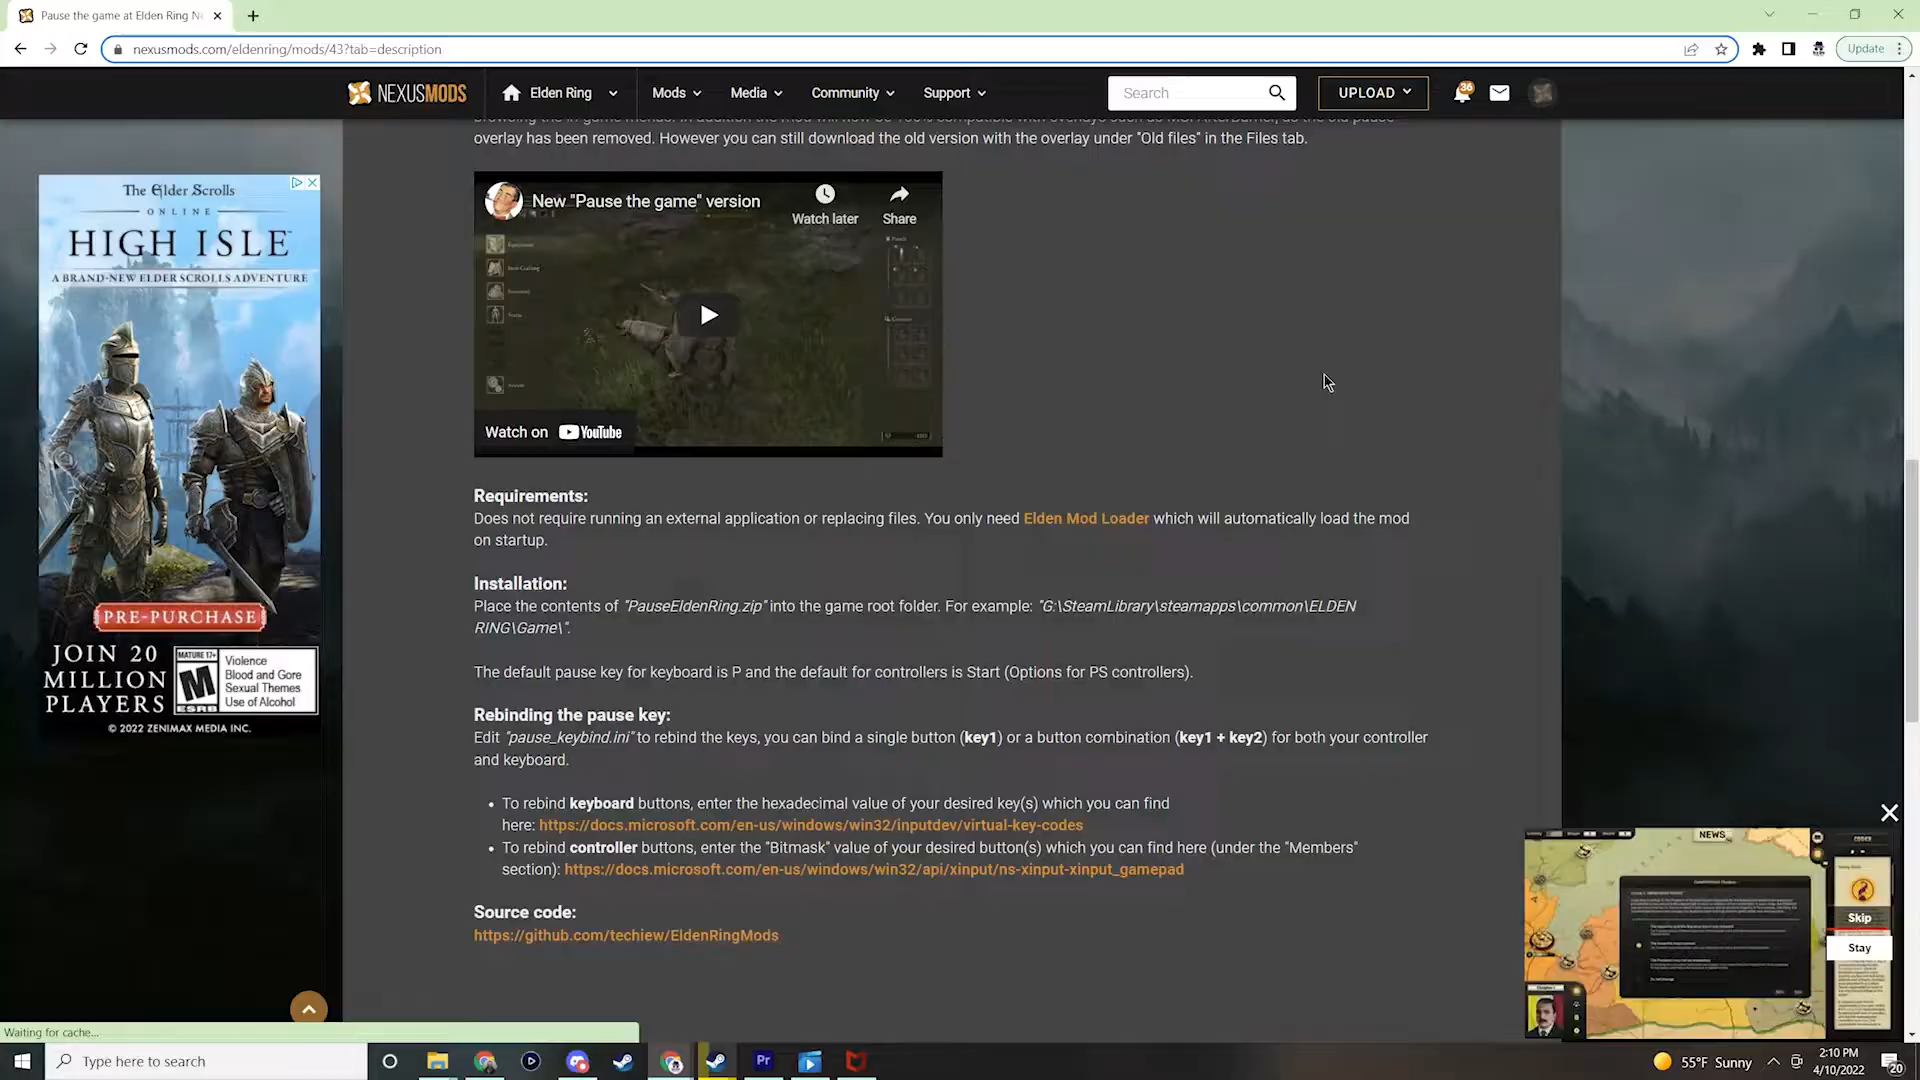 Pause the game at Elden Ring N
nexusmods.com/eldenring/mods/43?tab=description
Update
NEXUSMODS
Elden Ring
Mods
Media
Community
Support
Search
UPLOAD
36
overlay has been removed. However you can still download the old version with the overlay under "Old files" in the Files tab.
The Elder Scrolls
ONLINE
HIGH ISLE
A BRAND-NEW ELDER SCROLLS ADVENTURE
PRE-PURCHASE
JOIN 20
MILLION
PLAYERS
MATURE 17+
M
ESRB
Violence
Blood and Gore
Sexual Themes
Use of Alcohol
© 2022 ZENIMAX MEDIA INC.
New "Pause the game" version
Watch later
Share
Watch on YouTube
Requirements:
Does not require running an external application or replacing files. You only need Elden Mod Loader which will automatically load the mod
on startup.
Installation:
Place the contents of "PauseEldenRing.zip" into the game root folder. For example: "G:\SteamLibrary\steamapps\common\ELDEN
RING\Game\".
The default pause key for keyboard is P and the default for controllers is Start (Options for PS controllers).
Rebinding the pause key:
Edit "pause_keybind.ini" to rebind the keys, you can bind a single button (key1) or a button combination (key1 + key2) for both your controller
and keyboard.
• To rebind keyboard buttons, enter the hexadecimal value of your desired key(s) which you can find
here: https://docs.microsoft.com/en-us/windows/win32/inputdev/virtual-key-codes
• To rebind controller buttons, enter the "Bitmask" value of your desired button(s) which you can find here (under the "Members"
section): https://docs.microsoft.com/en-us/windows/win32/api/xinput/ns-xinput-xinput_gamepad
Source code:
https://github.com/techiew/EldenRingMods
NEWS
Skip
Stay
Waiting for cache...
Type here to search
Pr
55°F Sunny
2:10 PM
4/10/2022
20